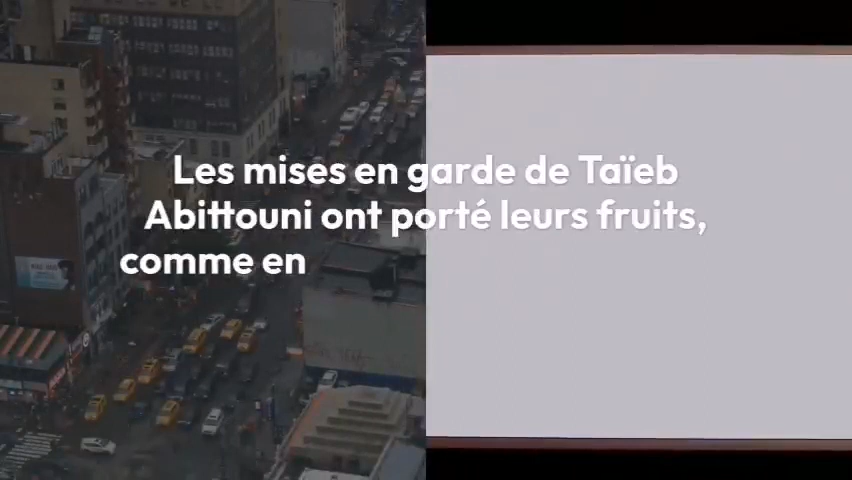 Les mises en garde de Taïeb
Abittouni ont porté leurs fruits,
comme en